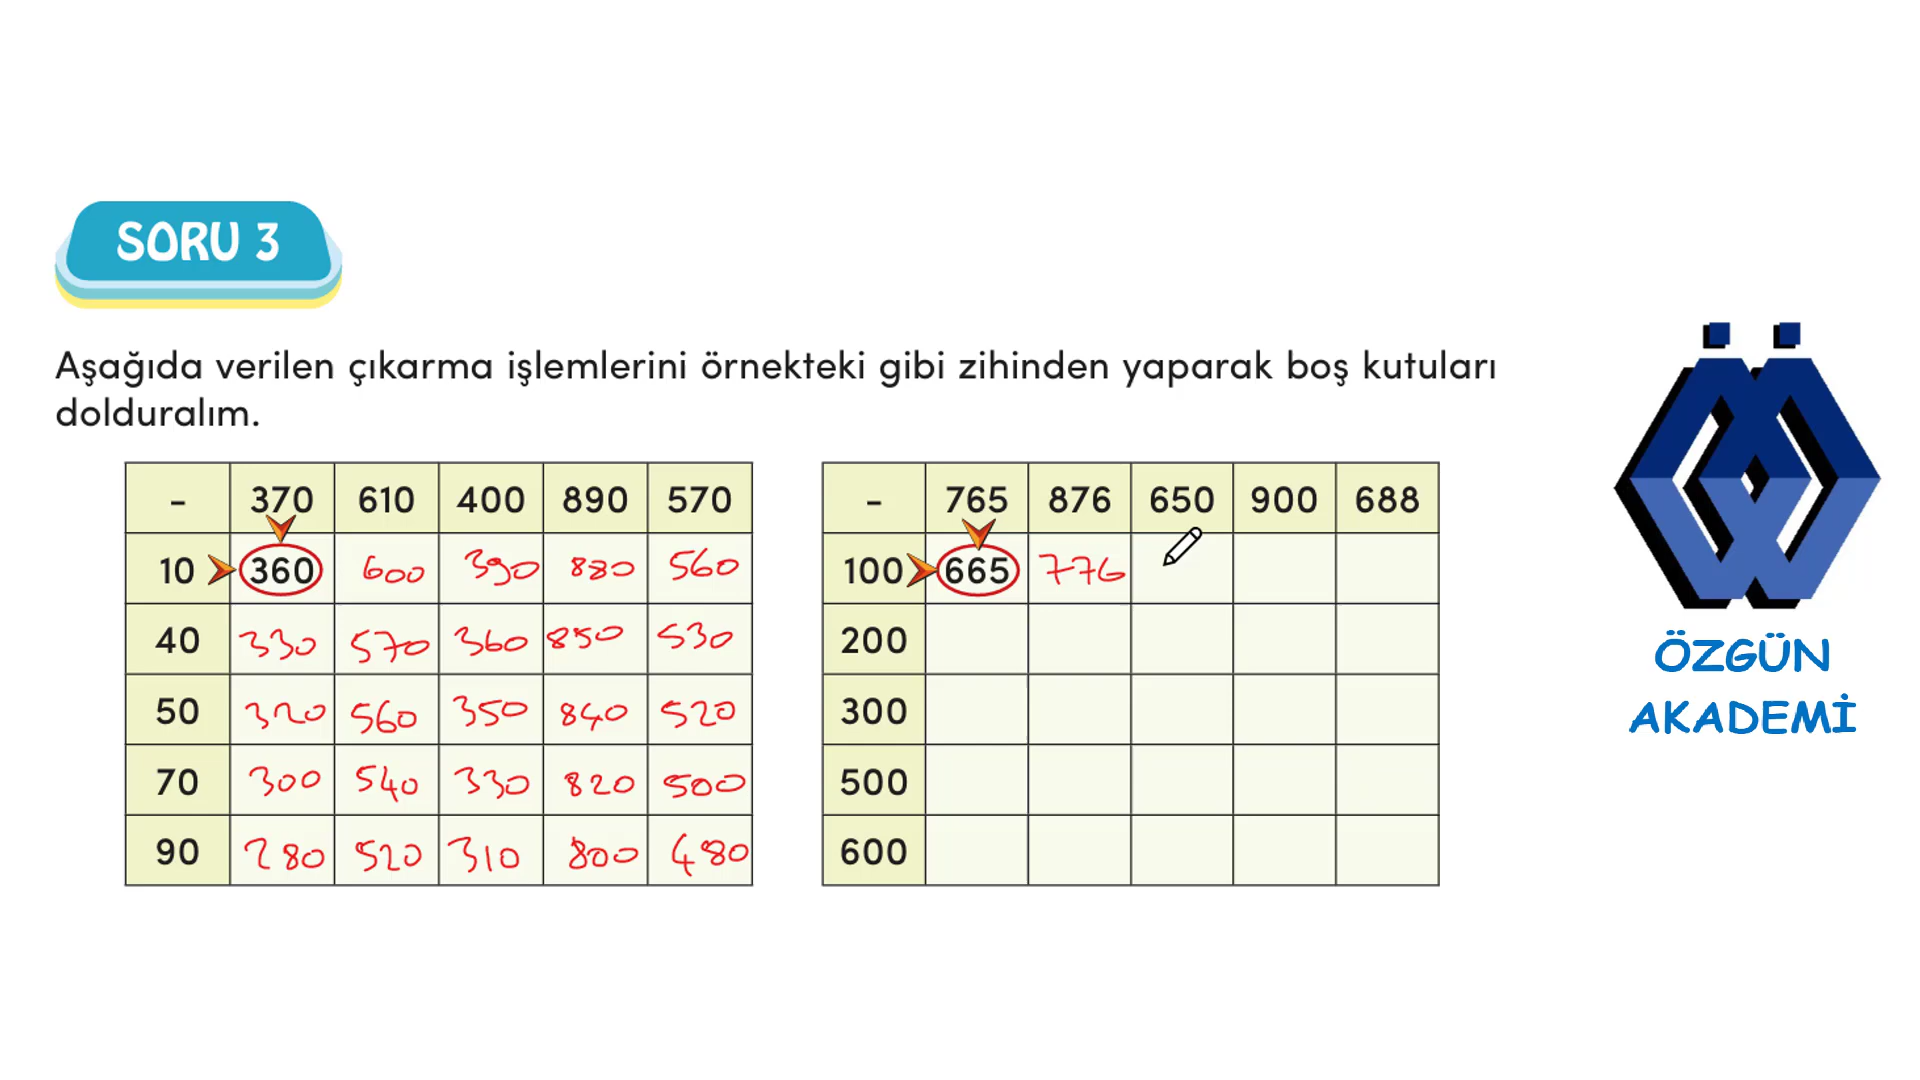 SORU 3
Aşağıda verilen çıkarma işlemlerini örnekteki gibi zihinden yaparak boş kutuları
dolduralım.
- 370 610 400 890 570
10 360 600 390 880 560
40 330 570 360 850 530
50 320 560 350 840 520
70 300 540 330 820 500
90 280 520 310 800 480
- 765 876 650 900 688
100 665 776
200
300
500
600
ÖZGÜN
AKADEMİ